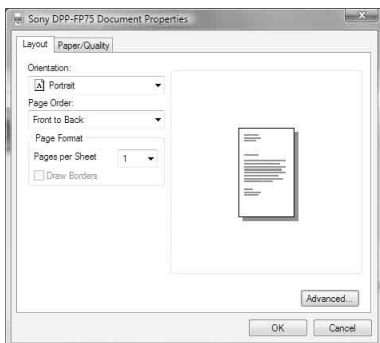 Sony DPP-FP75 Document Properties
Layout
Paper/Quality
Orientation:
A Portrait
Page Order:
Front to Back
Page Format
Pages per Sheet 1
Draw Borders
Advanced...
OK Cancel